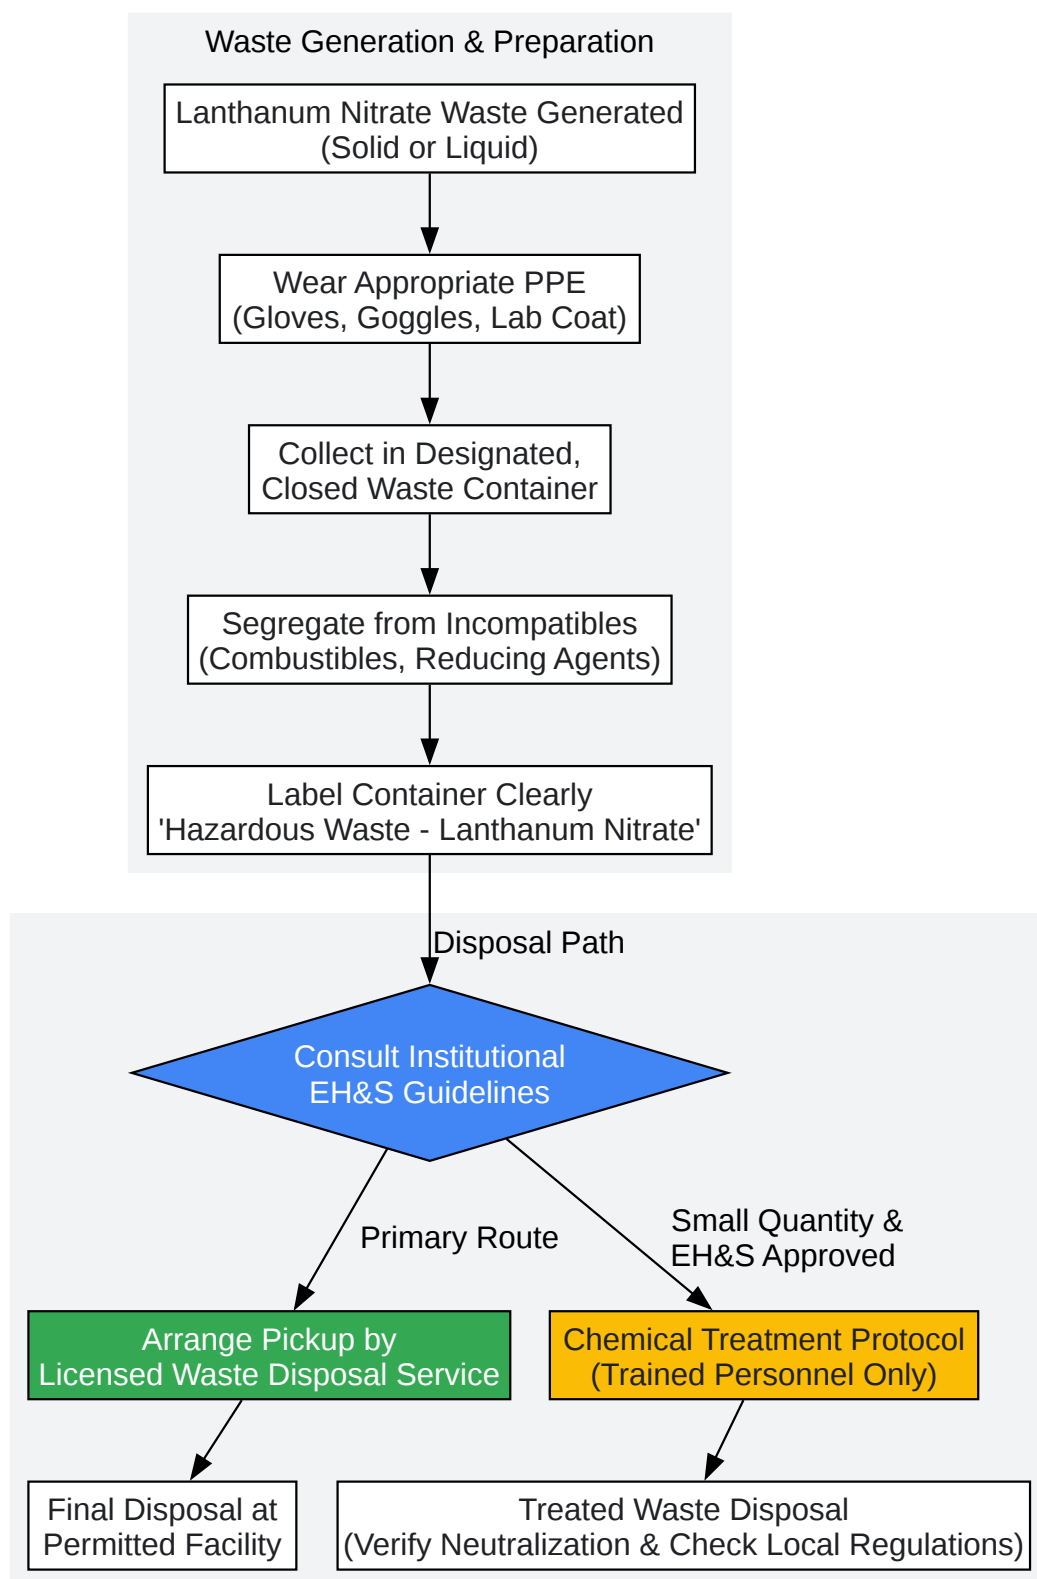 Waste Generation & Preparation
Lanthanum Nitrate Waste Generated
(Solid or Liquid)
Wear Appropriate PPE
(Gloves, Goggles, Lab Coat)
Collect in Designated,
Closed Waste Container
Segregate from Incompatibles
(Combustibles, Reducing Agents)
Label Container Clearly
'Hazardous Waste - Lanthanum Nitrate'
Disposal Path
Consult Institutional
EH&S Guidelines
Primary Route
Small Quantity &
EH&S Approved
Arrange Pickup by
Licensed Waste Disposal Service
Chemical Treatment Protocol
(Trained Personnel Only)
Final Disposal at
Permitted Facility
Treated Waste Disposal
(Verify Neutralization & Check Local Regulations)